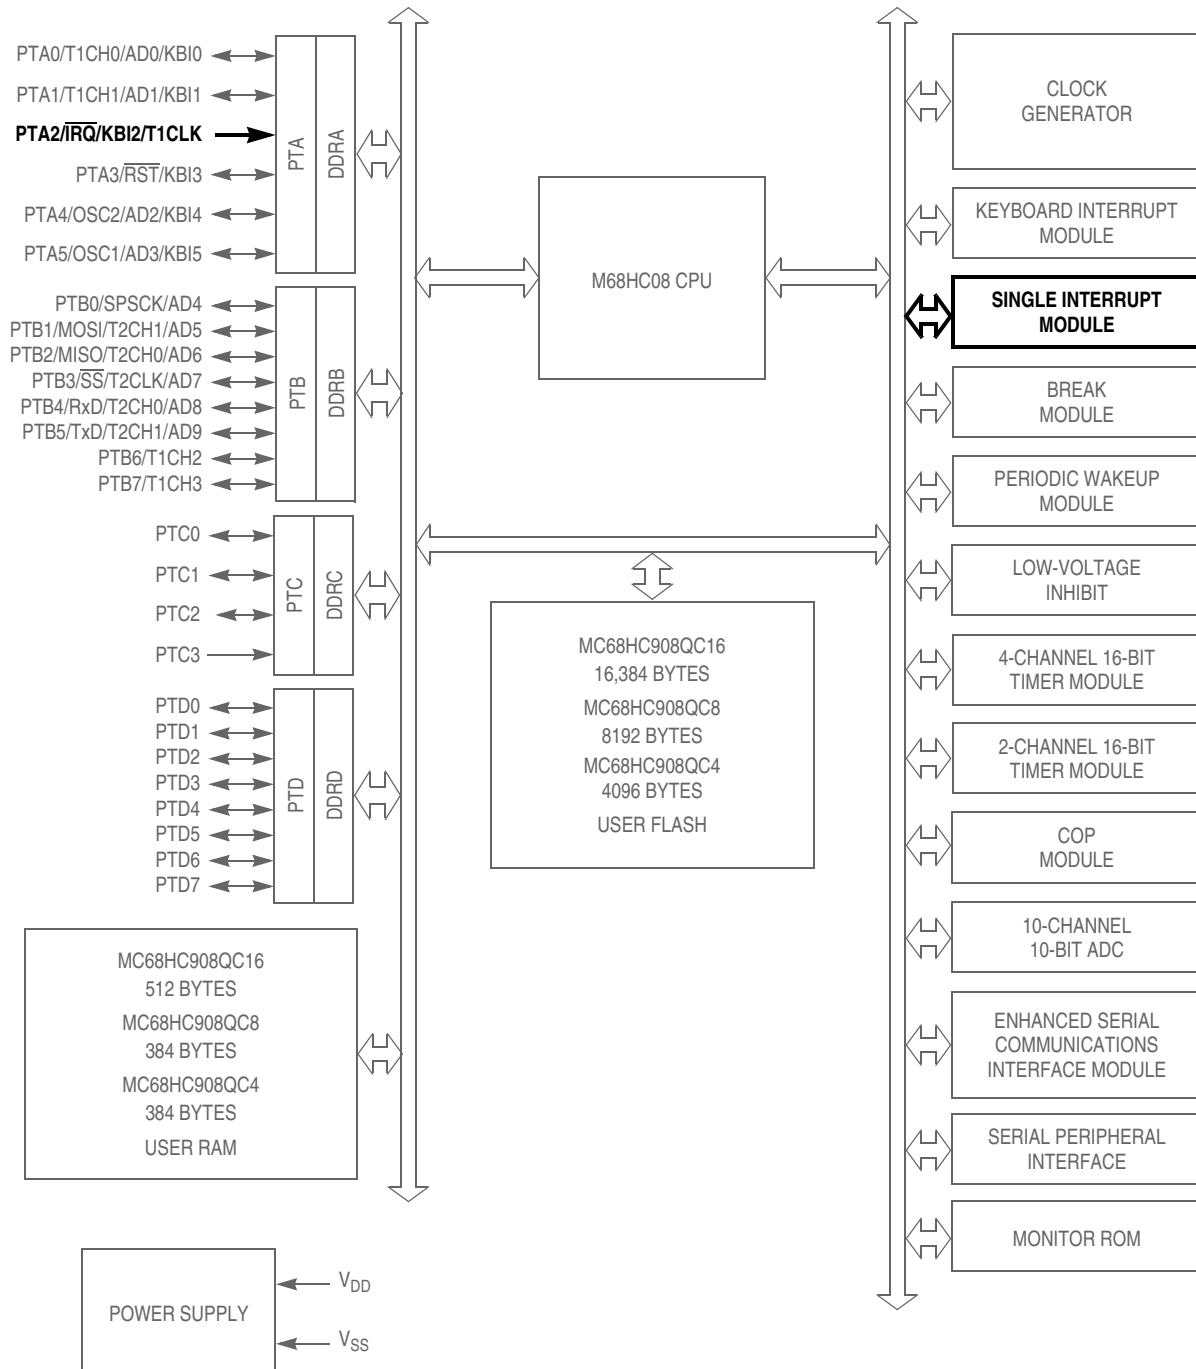 PTA0/T1CH0/AD0/KBI0
PTA1/T1CH1/AD1/KBI1
PTA2/I̅R̅Q̅/KBI2/T1CLK
PTA3/R̅S̅T̅/KBI3
PTA4/OSC2/AD2/KBI4
PTA5/OSC1/AD3/KBI5
PTA
DDRA
PTB0/SPSCK/AD4
PTB1/MOSI/T2CH1/AD5
PTB2/MISO/T2CH0/AD6
PTB3/S̅S̅/T2CLK/AD7
PTB4/RxD/T2CH0/AD8
PTB5/TxD/T2CH1/AD9
PTB6/T1CH2
PTB7/T1CH3
PTB
DDRB
PTC0
PTC1
PTC2
PTC3
PTC
DDRC
PTD0
PTD1
PTD2
PTD3
PTD4
PTD5
PTD6
PTD7
PTD
DDRD
MC68HC908QC16
512 BYTES
MC68HC908QC8
384 BYTES
MC68HC908QC4
384 BYTES
USER RAM
POWER SUPPLY
VDD
VSS
M68HC08 CPU
MC68HC908QC16
16,384 BYTES
MC68HC908QC8
8192 BYTES
MC68HC908QC4
4096 BYTES
USER FLASH
CLOCK
GENERATOR
KEYBOARD INTERRUPT
MODULE
SINGLE INTERRUPT
MODULE
BREAK
MODULE
PERIODIC WAKEUP
MODULE
LOW-VOLTAGE
INHIBIT
4-CHANNEL 16-BIT
TIMER MODULE
2-CHANNEL 16-BIT
TIMER MODULE
COP
MODULE
10-CHANNEL
10-BIT ADC
ENHANCED SERIAL
COMMUNICATIONS
INTERFACE MODULE
SERIAL PERIPHERAL
INTERFACE
MONITOR ROM